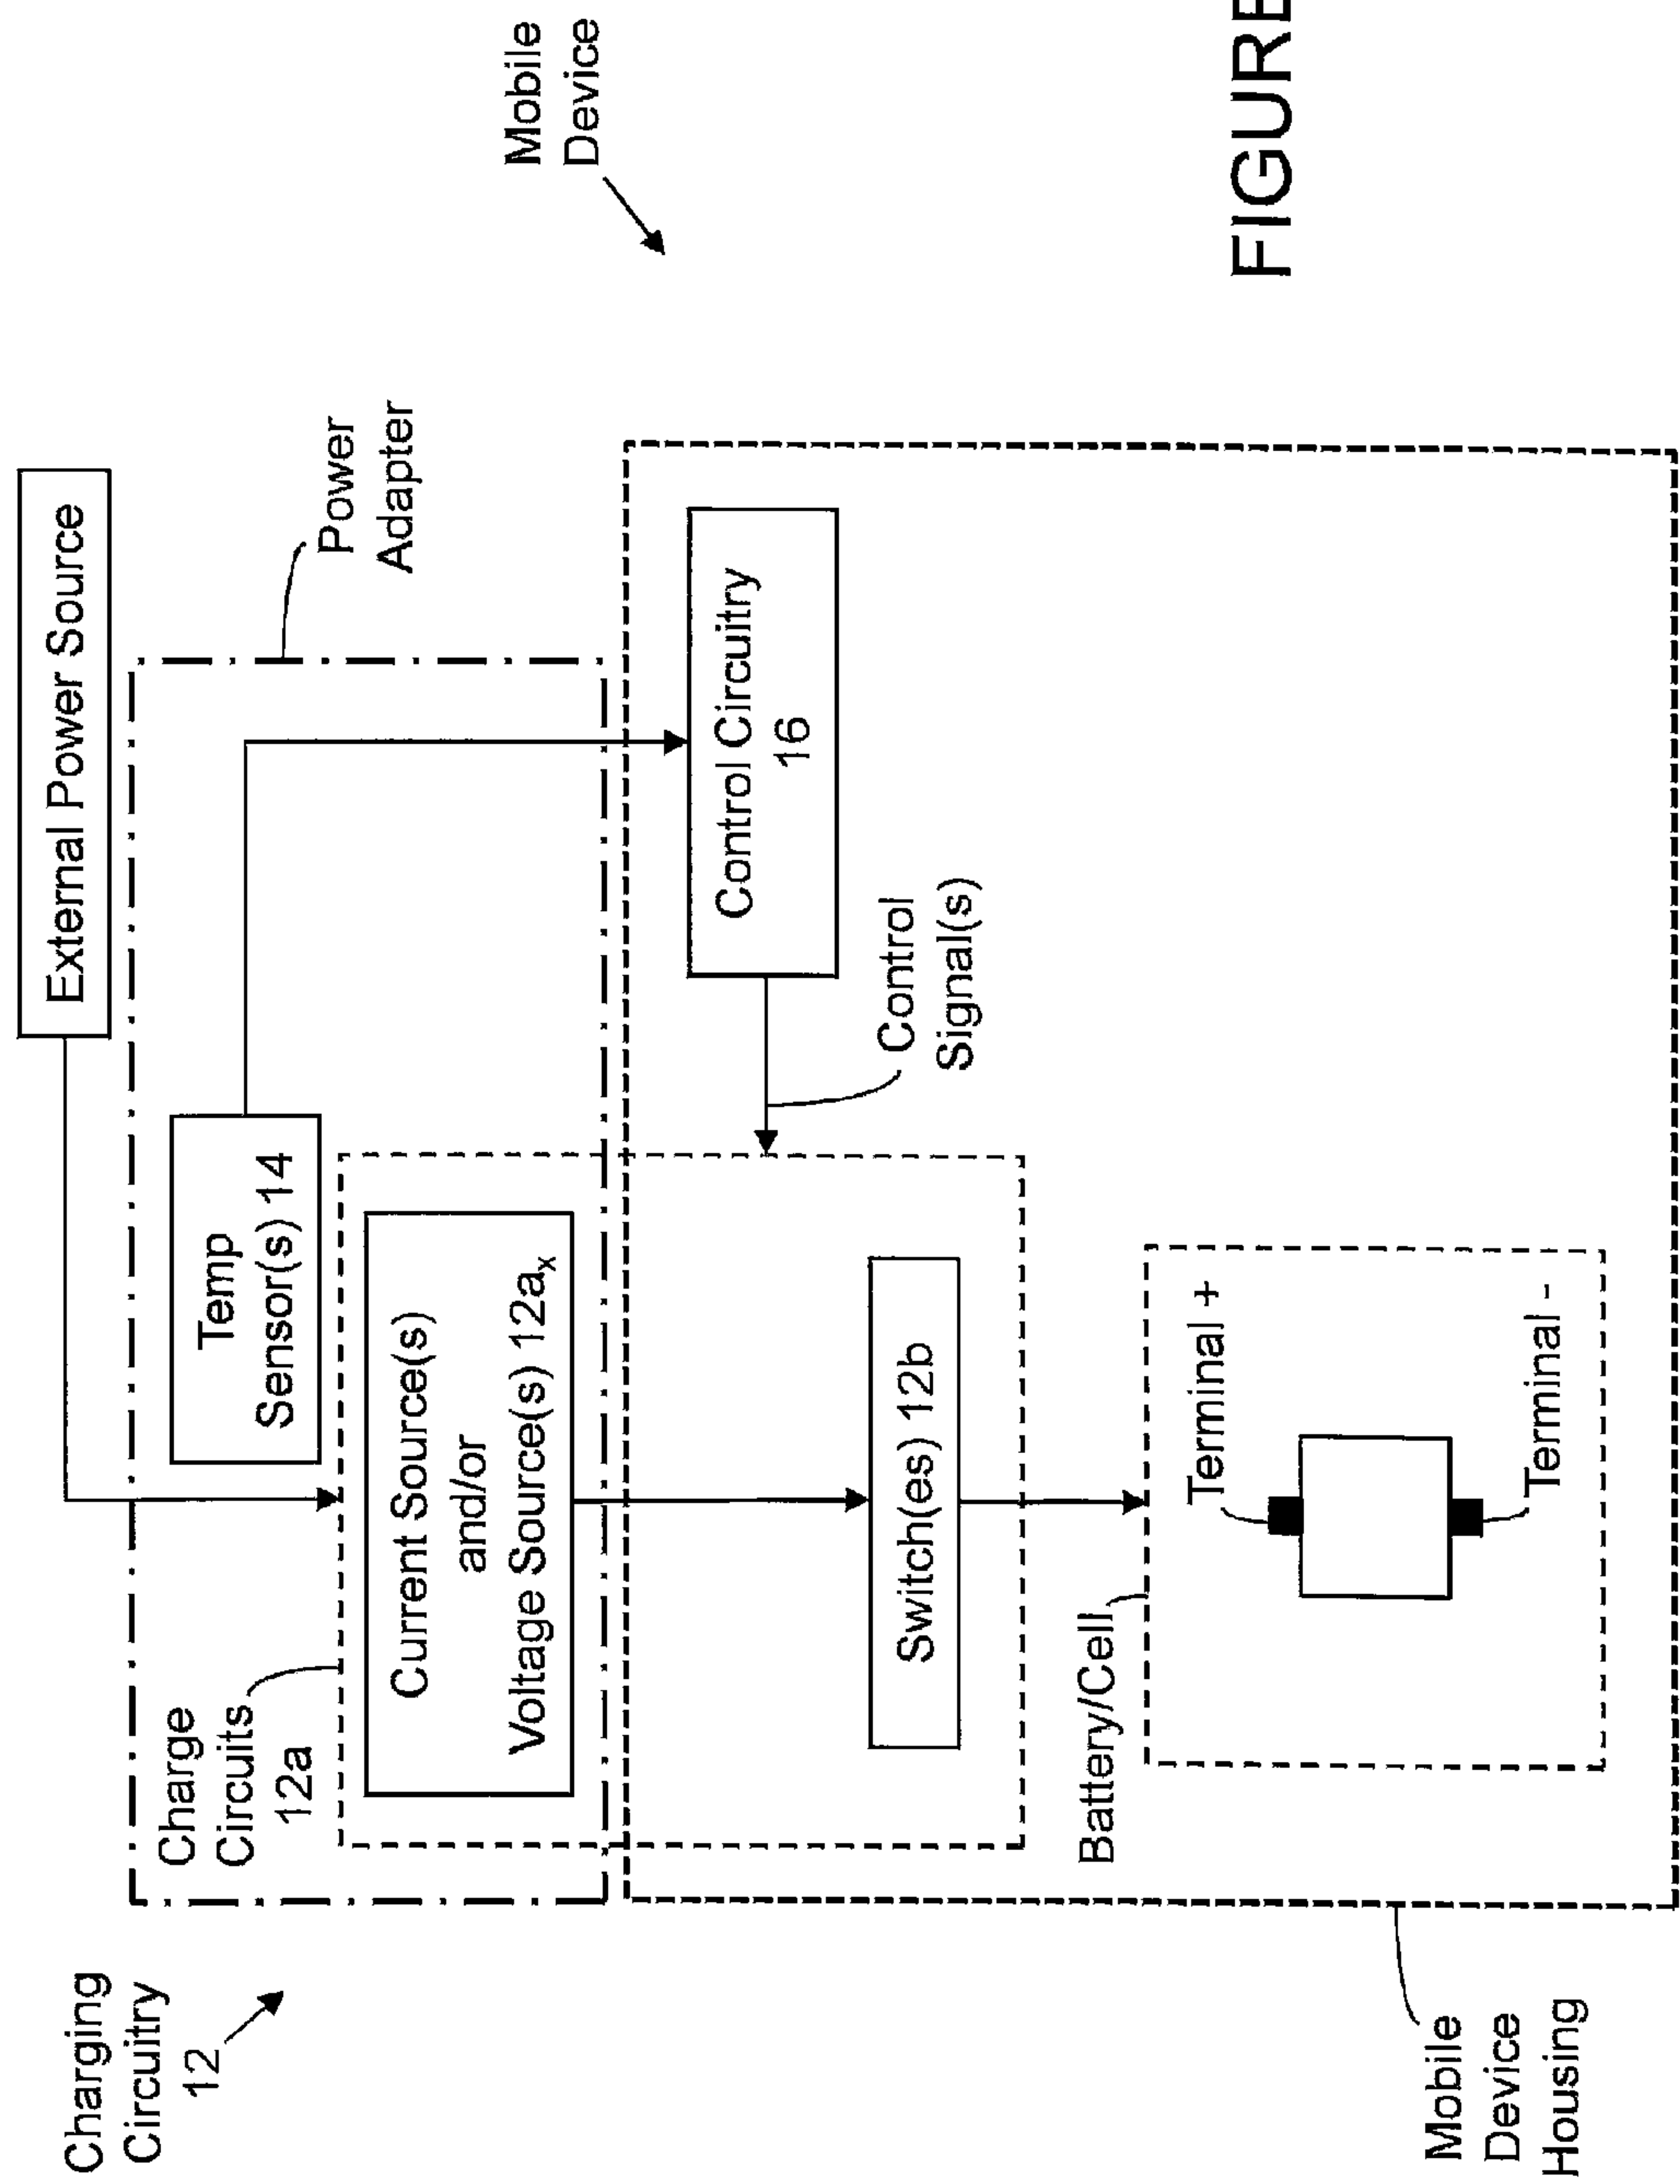 Charging
Circuitry
12
External Power Source
Power
Adapter
Mobile
Device
Temp
Sensor(s) 14
Charge
Circuits
12a
Current Source(s)
and/or
Voltage Source(s) 12aₓ
Control Circuitry
16
Control
Signal(s)
Switch(es) 12b
Battery/Cell
Terminal +
Terminal -
Mobile
Device
Housing
FIGURE